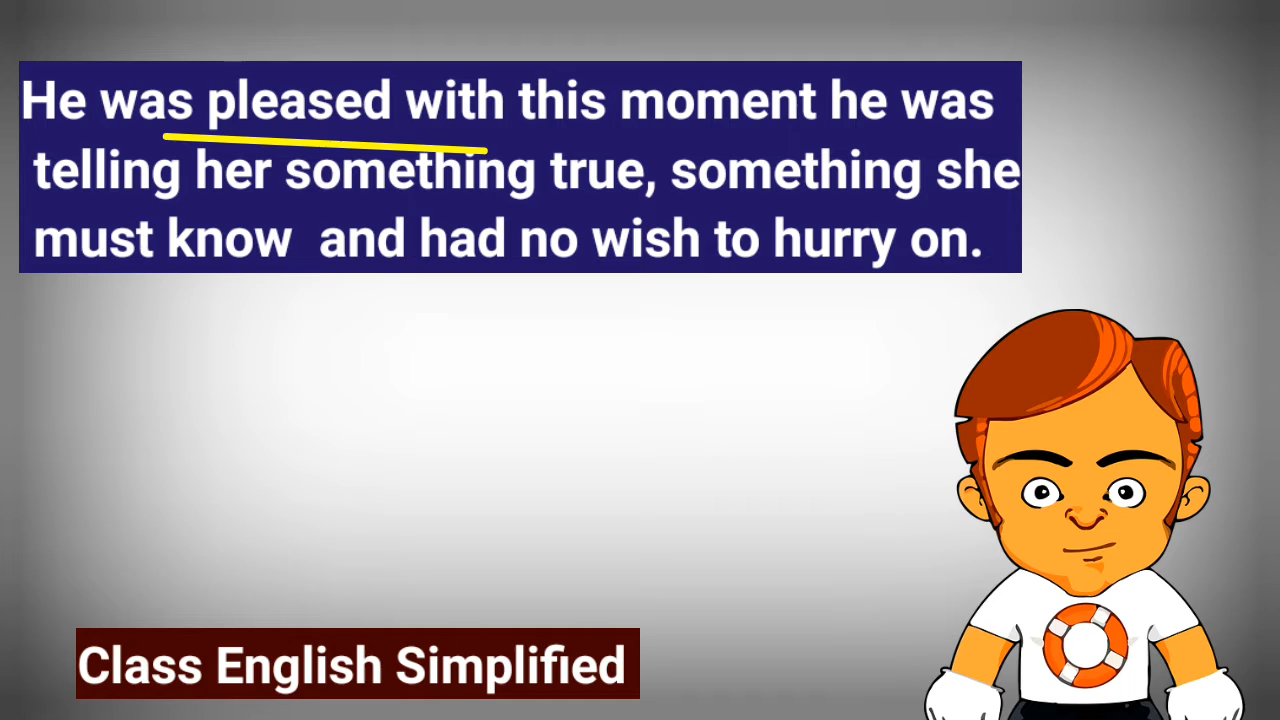 He was pleased with this moment he was
telling her something true, something she
must know and had no wish to hurry on.
Class English Simplified